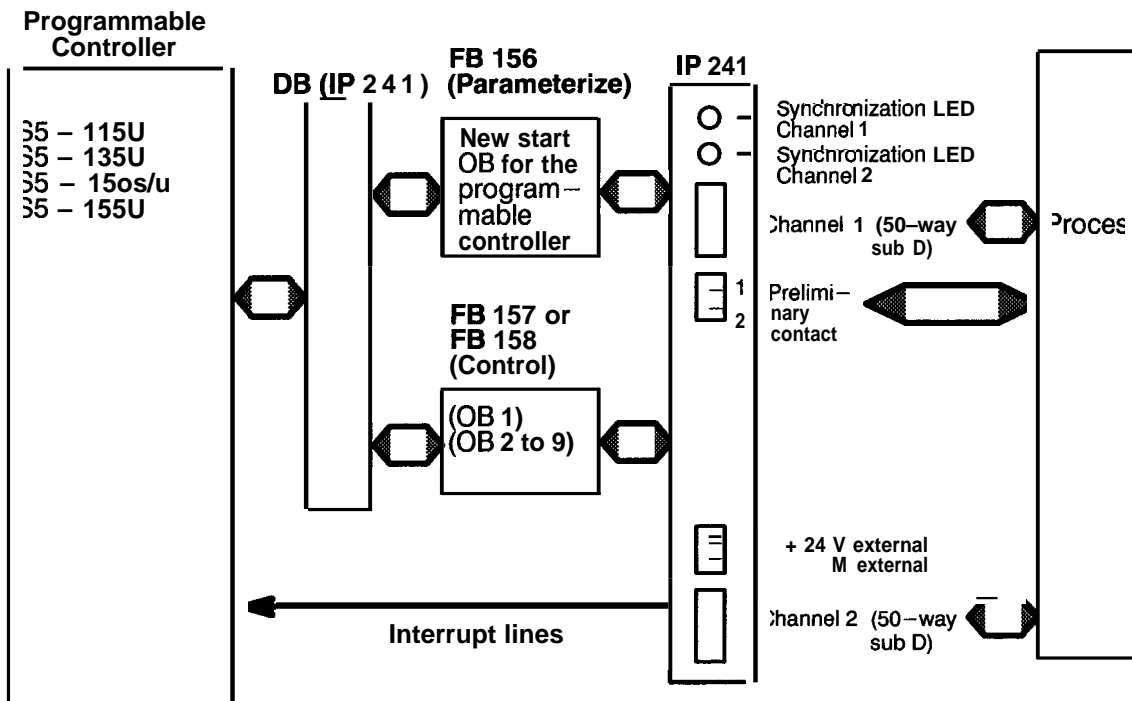 Programmable
Controller
S5 – 115U
S5 – 135U
S5 – 15os/u
S5 – 155U
DB (IP 241)
FB 156
(Parameterize)
New start
OB for the
program–
mable
controller
FB 157 or
FB 158
(Control)
(OB 1)
(OB 2 to 9)
Interrupt lines
IP 241
1
2
Synchronization LED
Channel 1
Synchronization LED
Channel 2
Channel 1 (50–way
sub D)
Prelimi–
nary
contact
+ 24 V external
M external
Channel 2 (50–way
sub D)
Proces